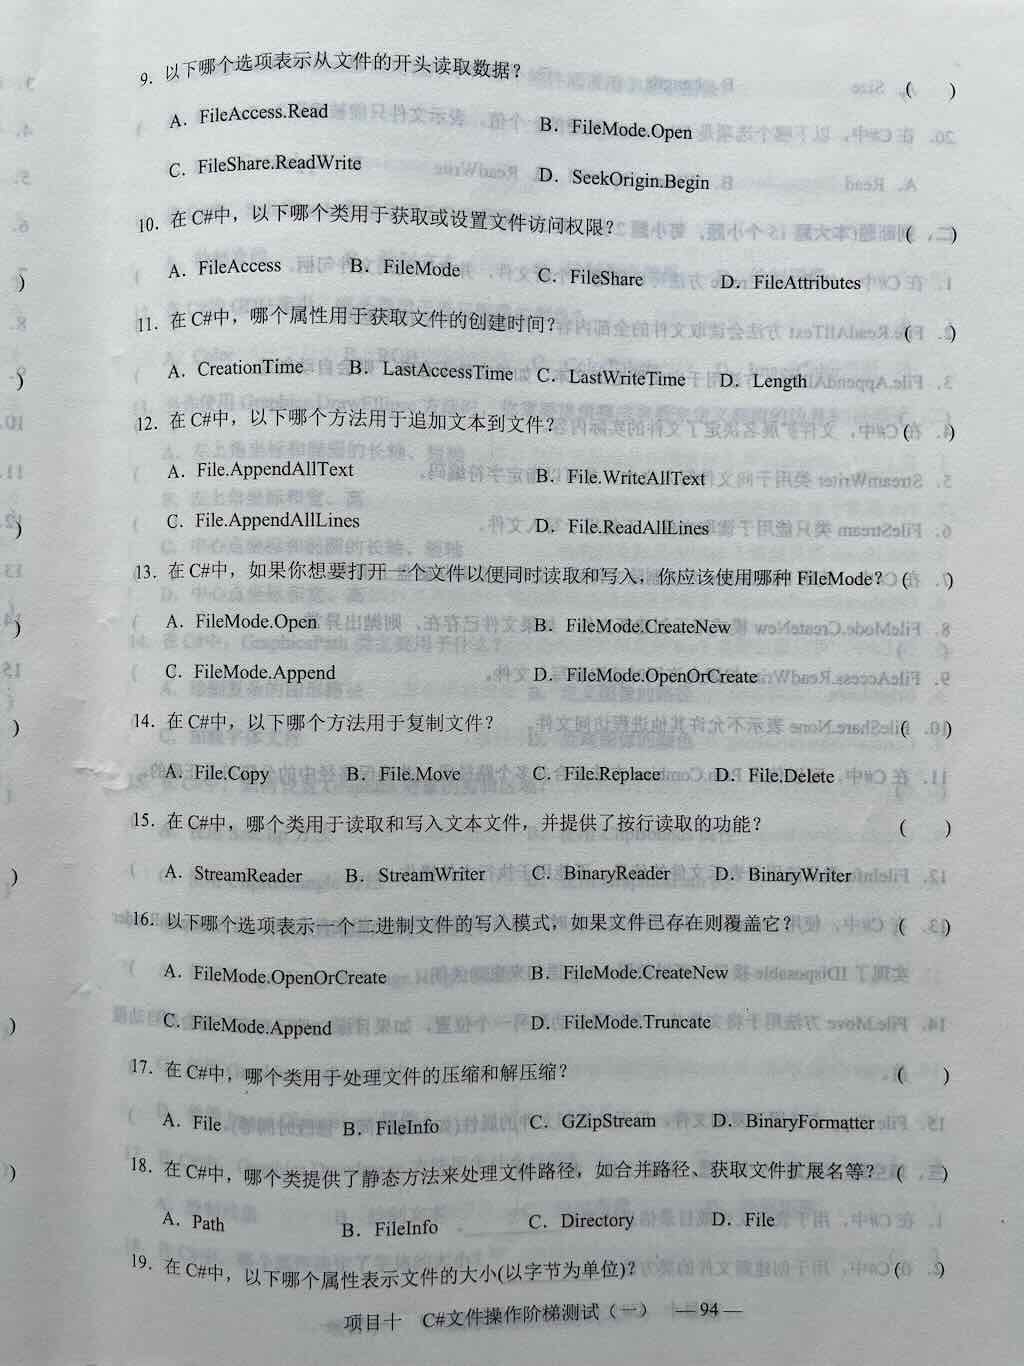 9. 以下哪个选项表示从文件的开头读取数据? ( )
A. FileAccess.Read B. FileMode.Open
C. FileShare.ReadWrite D. SeekOrigin.Begin
10. 在C#中，以下哪个类用于获取或设置文件访问权限? ( )
A. FileAccess B. FileMode C. FileShare D. FileAttributes
11. 在C#中，哪个属性用于获取文件的创建时间? ( )
A. CreationTime B. LastAccessTime C. LastWriteTime D. Length
12. 在C#中，以下哪个方法用于追加文本到文件? ( )
A. File.AppendAllText B. File.WriteAllText
C. File.AppendAllLines D. File.ReadAllLines
13. 在C#中，如果你想要打开一个文件以便同时读取和写入，你应该使用哪种 FileMode? ( )
A. FileMode.Open B. FileMode.CreateNew
C. FileMode.Append D. FileMode.OpenOrCreate
14. 在C#中，以下哪个方法用于复制文件? ( )
A. File.Copy B. File.Move C. File.Replace D. File.Delete
15. 在C#中，哪个类用于读取和写入文本文件，并提供了按行读取的功能? ( )
A. StreamReader B. StreamWriter C. BinaryReader D. BinaryWriter
16. 以下哪个选项表示一个二进制文件的写入模式，如果文件已存在则覆盖它? ( )
A. FileMode.OpenOrCreate B. FileMode.CreateNew
C. FileMode.Append D. FileMode.Truncate
17. 在C#中，哪个类用于处理文件的压缩和解压缩? ( )
A. File B. FileInfo C. GZipStream D. BinaryFormatter
18. 在C#中，哪个类提供了静态方法来处理文件路径，如合并路径、获取文件扩展名等? ( )
A. Path B. FileInfo C. Directory D. File
19. 在C#中，以下哪个属性表示文件的大小(以字节为单位)? ( )
项目十 C#文件操作阶梯测试（一） — 94 —